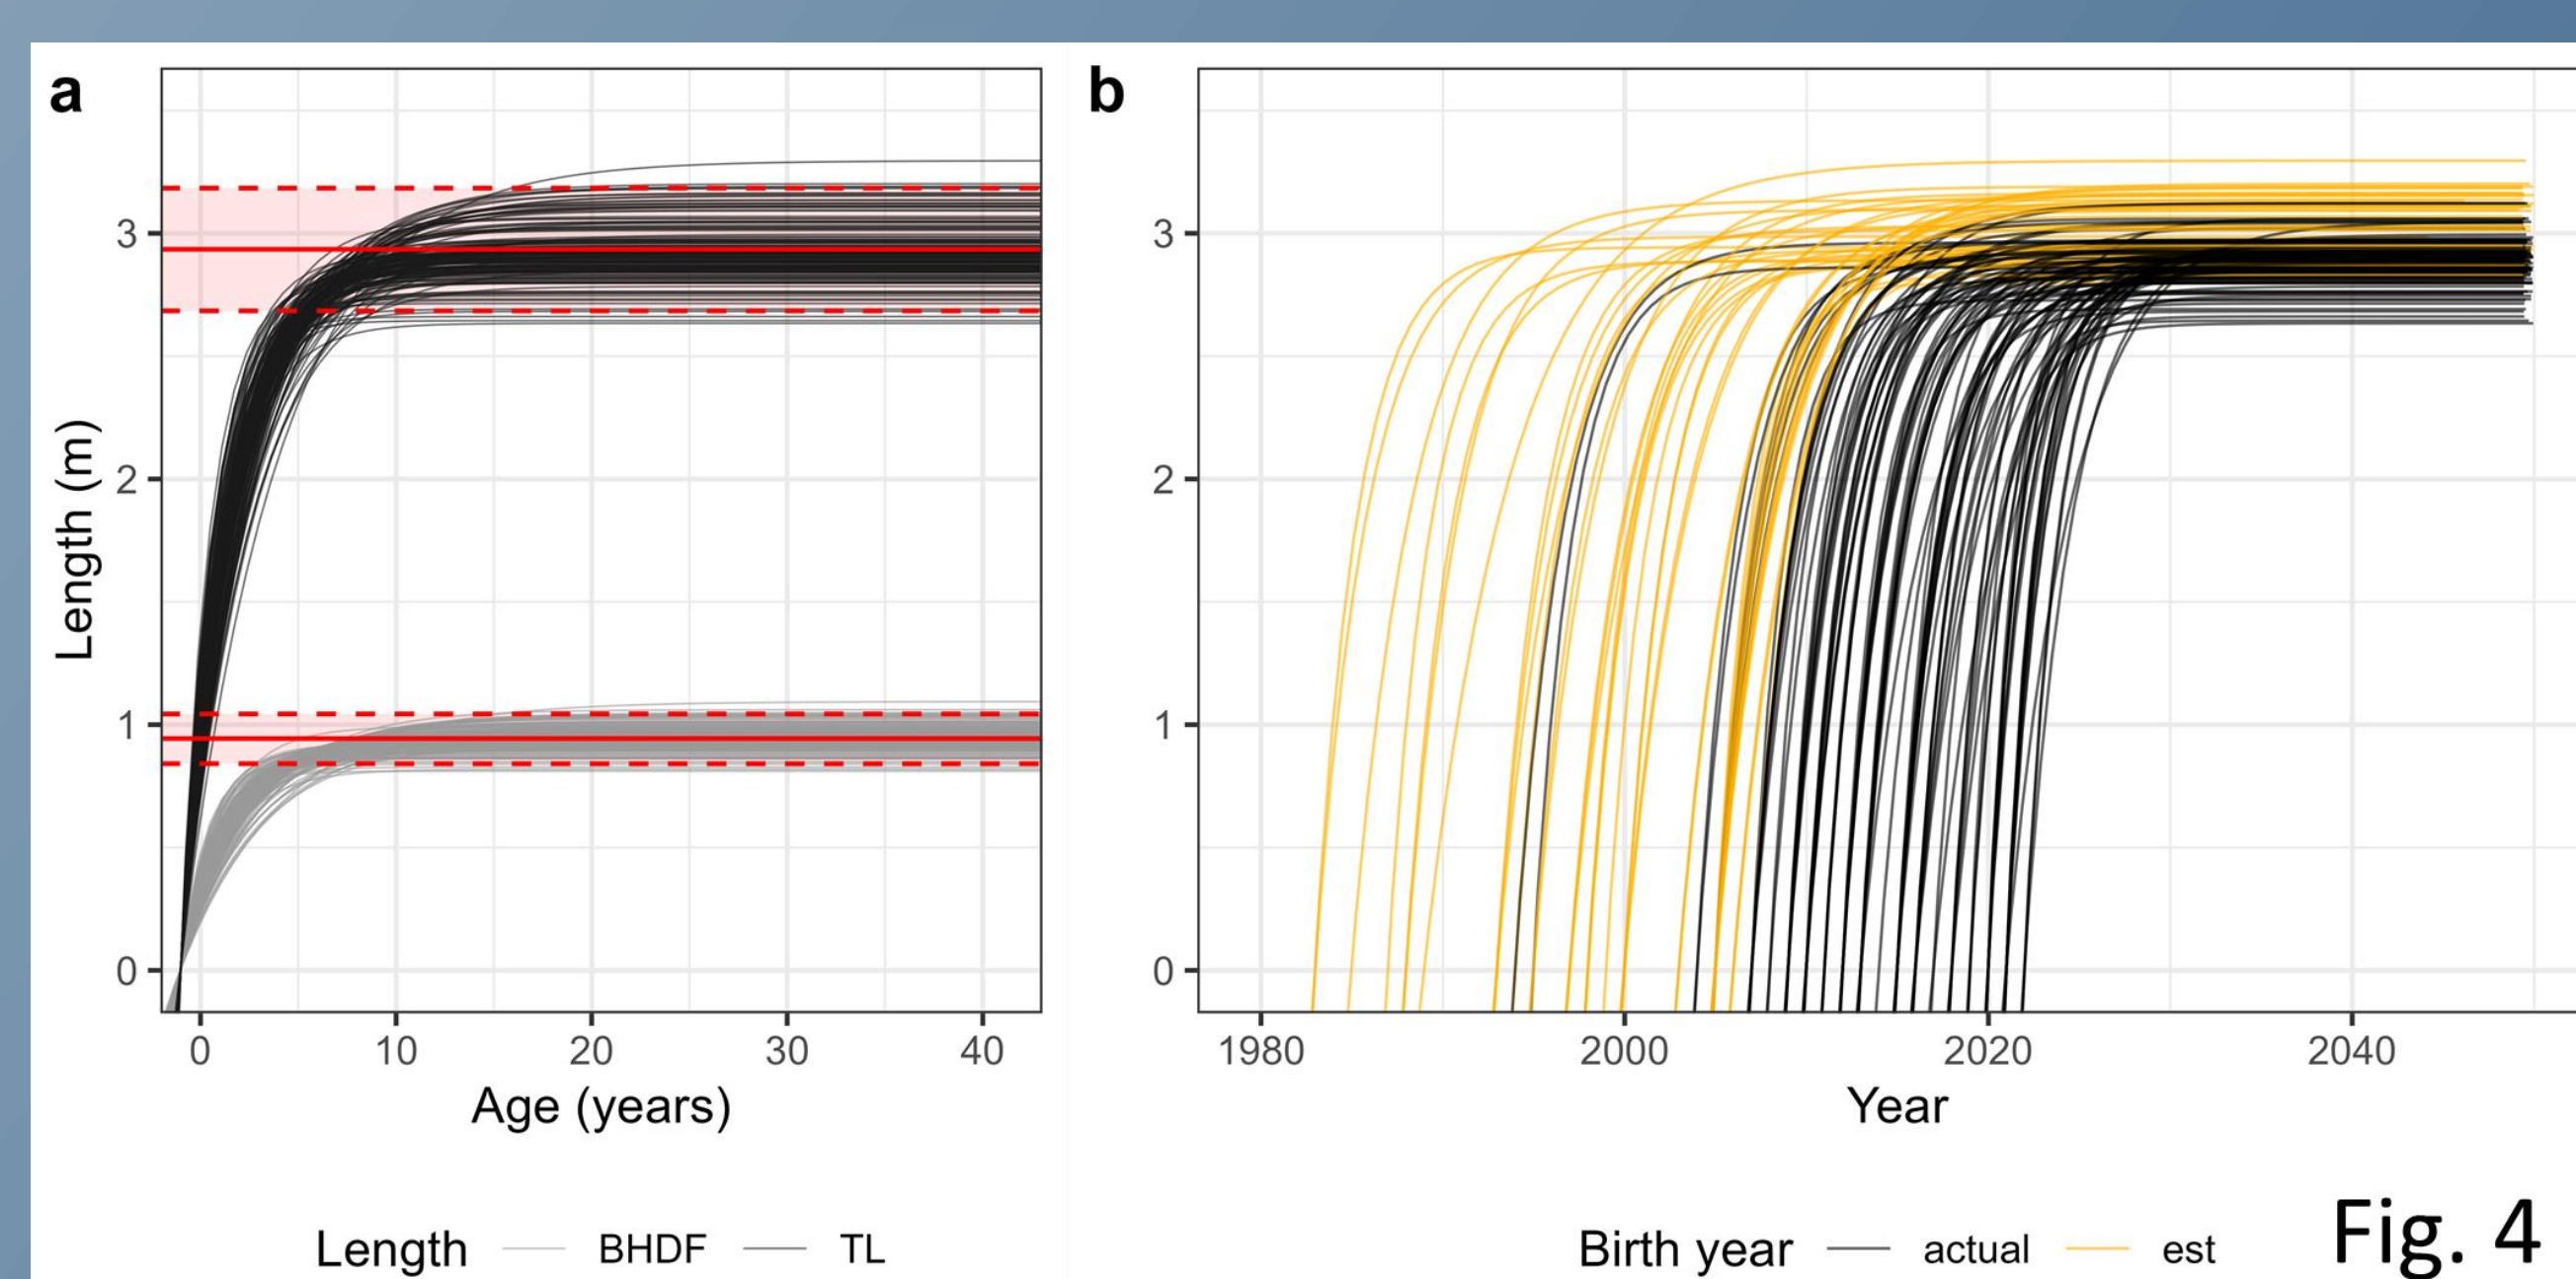 a
b
3
2
1
0
Length (m)
0 10 20 30 40
Age (years)
Length BHDF TL
3
2
1
0
1980 2000 2020 2040
Year
Birth year actual est
Fig. 4